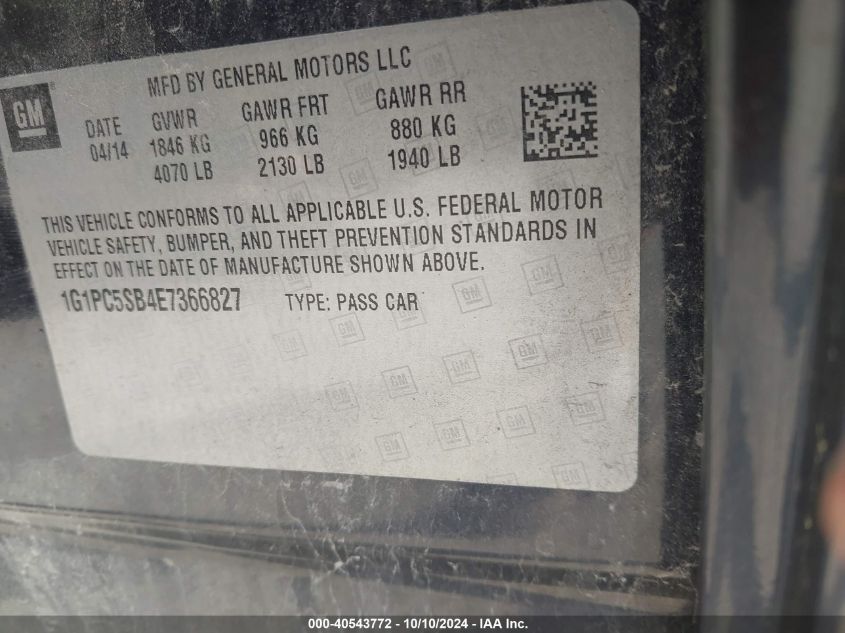 MFD BY GENERAL MOTORS LLC
GM
DATE GVWR GAWR FRT GAWR RR
04/14 1846 KG 966 KG 880 KG
4070 LB 2130 LB 1940 LB
THIS VEHICLE CONFORMS TO ALL APPLICABLE U.S. FEDERAL MOTOR
VEHICLE SAFETY, BUMPER, AND THEFT PREVENTION STANDARDS IN
EFFECT ON THE DATE OF MANUFACTURE SHOWN ABOVE.
1G1PC5SB4E7366827 TYPE: PASS CAR
000-40543772 - 10/10/2024 - IAA Inc.